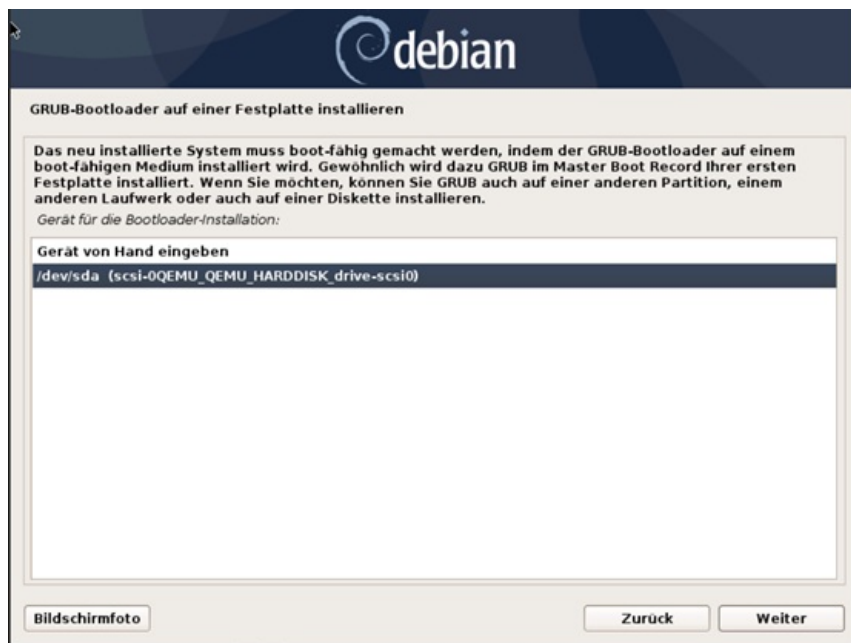 debian
GRUB-Bootloader auf einer Festplatte installieren
Das neu installierte System muss boot-fähig gemacht werden, indem der GRUB-Bootloader auf einem
boot-fähigen Medium installiert wird. Gewöhnlich wird dazu GRUB im Master Boot Record Ihrer ersten
Festplatte installiert. Wenn Sie möchten, können Sie GRUB auch auf einer anderen Partition, einem
anderen Laufwerk oder auch auf einer Diskette installieren.
Gerät für die Bootloader-Installation:
Gerät von Hand eingeben
/dev/sda (scsi-0QEMU_QEMU_HARDDISK_drive-scsi0)
Bildschirmfoto
Zurück
Weiter